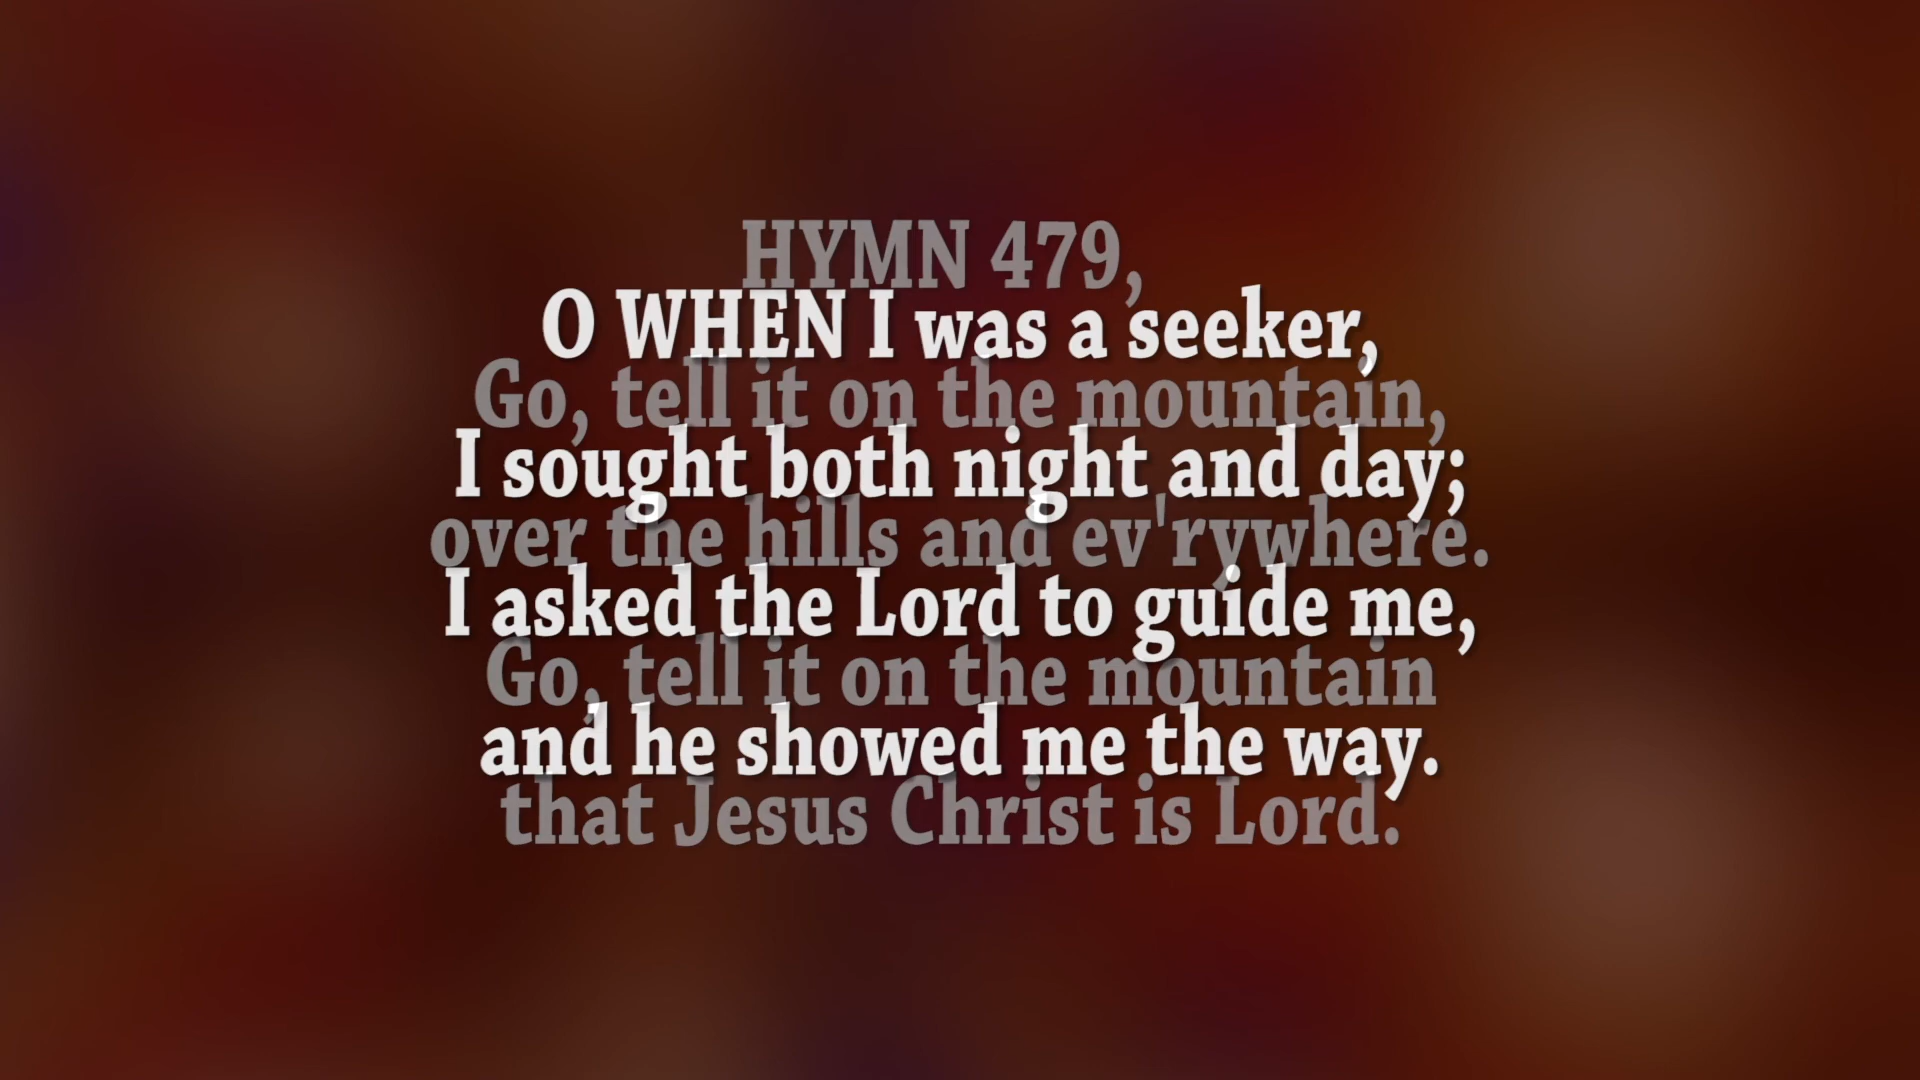 HYMN 479,
O WHEN I was a seeker,
Go, tell it on the mountain,
I sought both night and day;
over the hills and ev'rywhere.
I asked the Lord to guide me,
Go, tell it on the mountain
and he showed me the way.
that Jesus Christ is Lord.